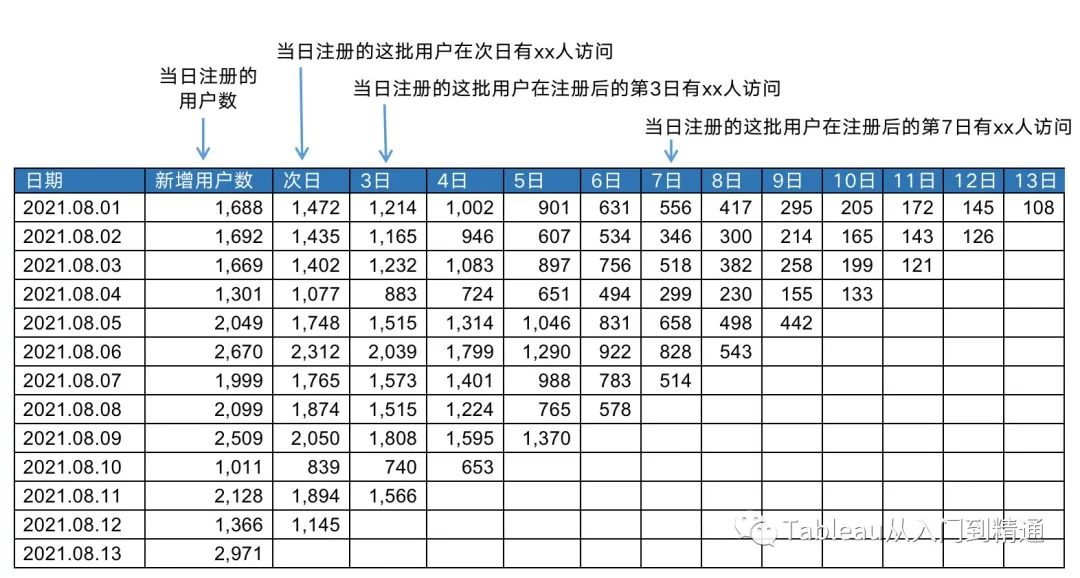 当日注册的这批用户在次日有xx人访问
当日注册的
用户数
当日注册的这批用户在注册后的第3日有xx人访问
当日注册的这批用户在注册后的第7日有xx人访问
日期 新增用户数 次日 3日 4日 5日 6日 7日 8日 9日 10日 11日 12日 13日
2021.08.01 1,688 1,472 1,214 1,002 901 631 556 417 295 205 172 145 108
2021.08.02 1,692 1,435 1,165 946 607 534 346 300 214 165 143 126
2021.08.03 1,669 1,402 1,232 1,083 897 756 518 382 258 199 121
2021.08.04 1,301 1,077 883 724 651 494 299 230 155 133
2021.08.05 2,049 1,748 1,515 1,314 1,046 831 658 498 442
2021.08.06 2,670 2,312 2,039 1,799 1,290 922 828 543
2021.08.07 1,999 1,765 1,573 1,401 988 783 514
2021.08.08 2,099 1,874 1,515 1,224 765 578
2021.08.09 2,509 2,050 1,808 1,595 1,370
2021.08.10 1,011 839 740 653
2021.08.11 2,128 1,894 1,566
2021.08.12 1,366 1,145
2021.08.13 2,971
Tableau从入门到精通